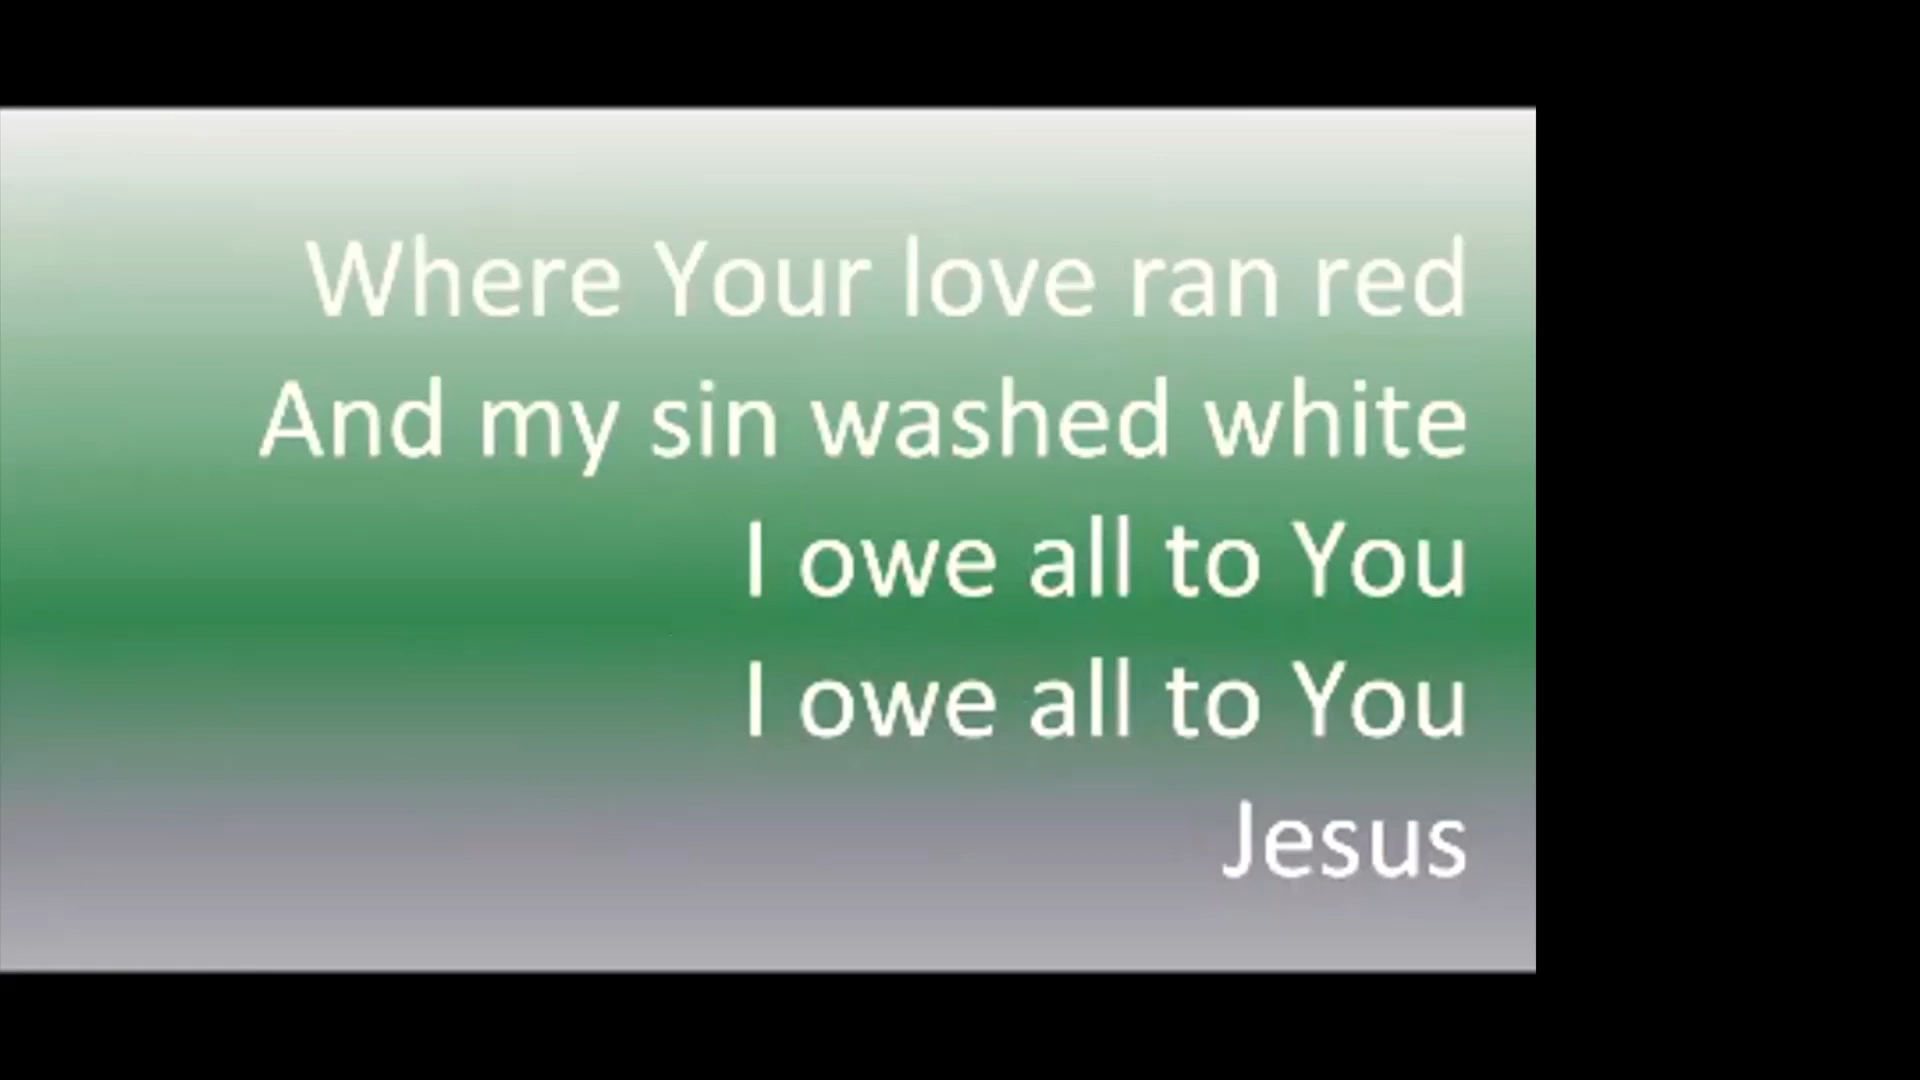 Where Your love ran red
And my sin washed white
I owe all to You
I owe all to You
Jesus